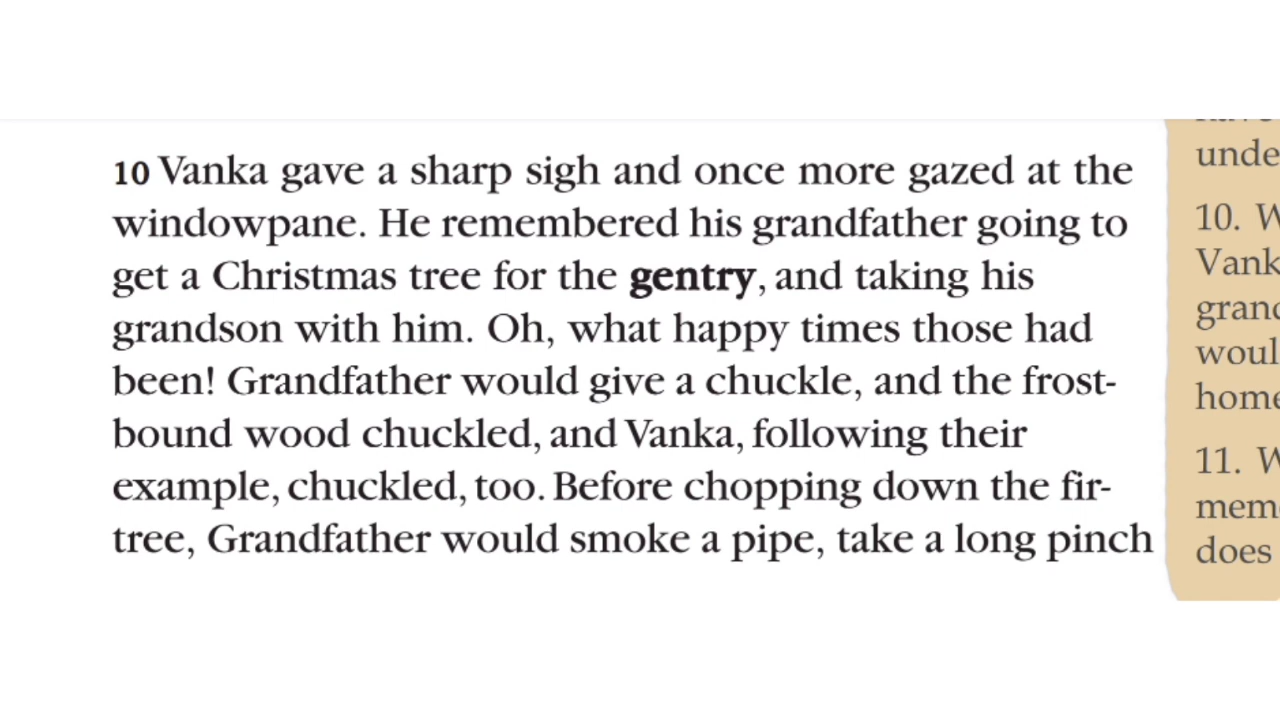 10 Vanka gave a sharp sigh and once more gazed at the
windowpane. He remembered his grandfather going to
get a Christmas tree for the gentry, and taking his
grandson with him. Oh, what happy times those had
been! Grandfather would give a chuckle, and the frost-
bound wood chuckled, and Vanka, following their
example, chuckled, too. Before chopping down the fir-
tree, Grandfather would smoke a pipe, take a long pinch
unde
10. W
Vank
grand
woul
home
11. W
mem
does